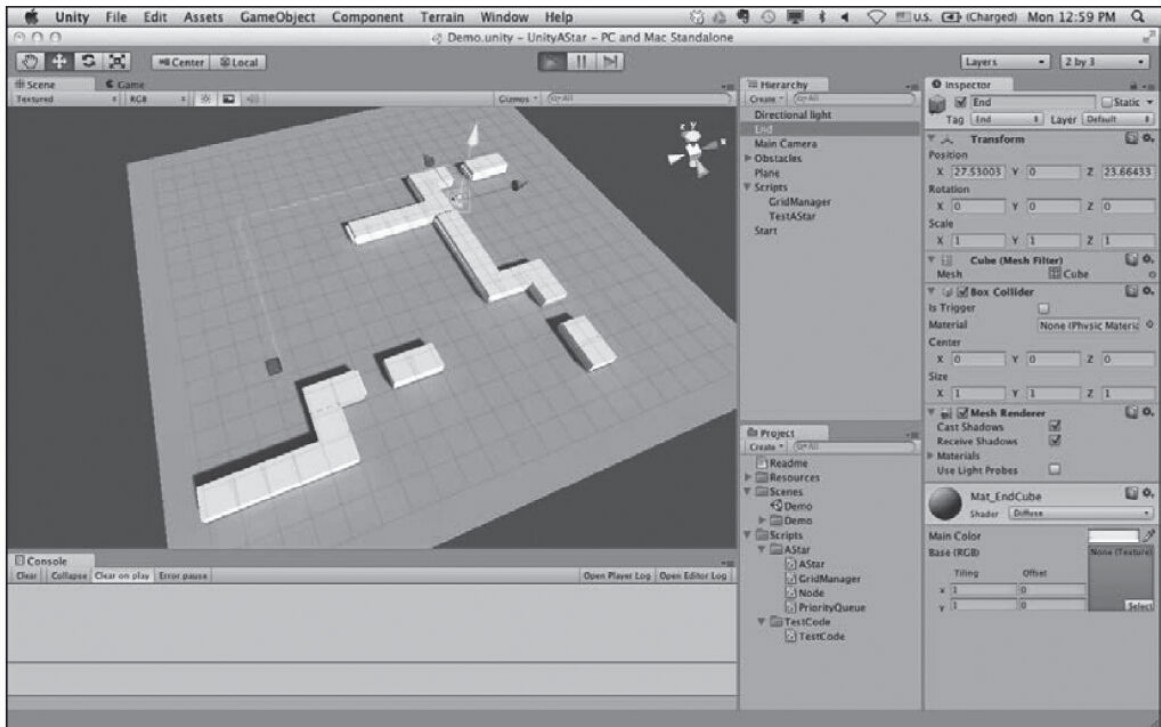 Unity File Edit Assets GameObject Component Terrain Window Help U.S. (Charged) Mon 12:59 PM
Demo.unity – UnityAStar – PC and Mac Standalone
Center Local Layers 2 by 3
Scene Game
Textured RGB Gizmos All
Hierarchy
Create All
Directional light
End
Main Camera
Obstacles
Plane
Scripts
GridManager
TestAStar
Start
Project
Create All
Readme
Resources
Scenes
Demo
Demo
Scripts
AStar
AStar
GridManager
Node
PriorityQueue
TestCode
TestCode
Inspector
End Static
Tag End Layer Default
Transform
Position
X 27.53003 Y 0 Z 23.66433
Rotation
X 0 Y 0 Z 0
Scale
X 1 Y 1 Z 1
Cube (Mesh Filter)
Mesh Cube
Box Collider
Is Trigger
Material None (Physic Materia
Center
X 0 Y 0 Z 0
Size
X 1 Y 1 Z 1
Mesh Renderer
Cast Shadows
Receive Shadows
Materials
Use Light Probes
Mat_EndCube
Shader Diffuse
Main Color
Base (RGB) None (Texture)
Tiling Offset
x 1 0
y 1 0 Select
Console
Clear Collapse Clear on play Error pause Open Player Log Open Editor Log